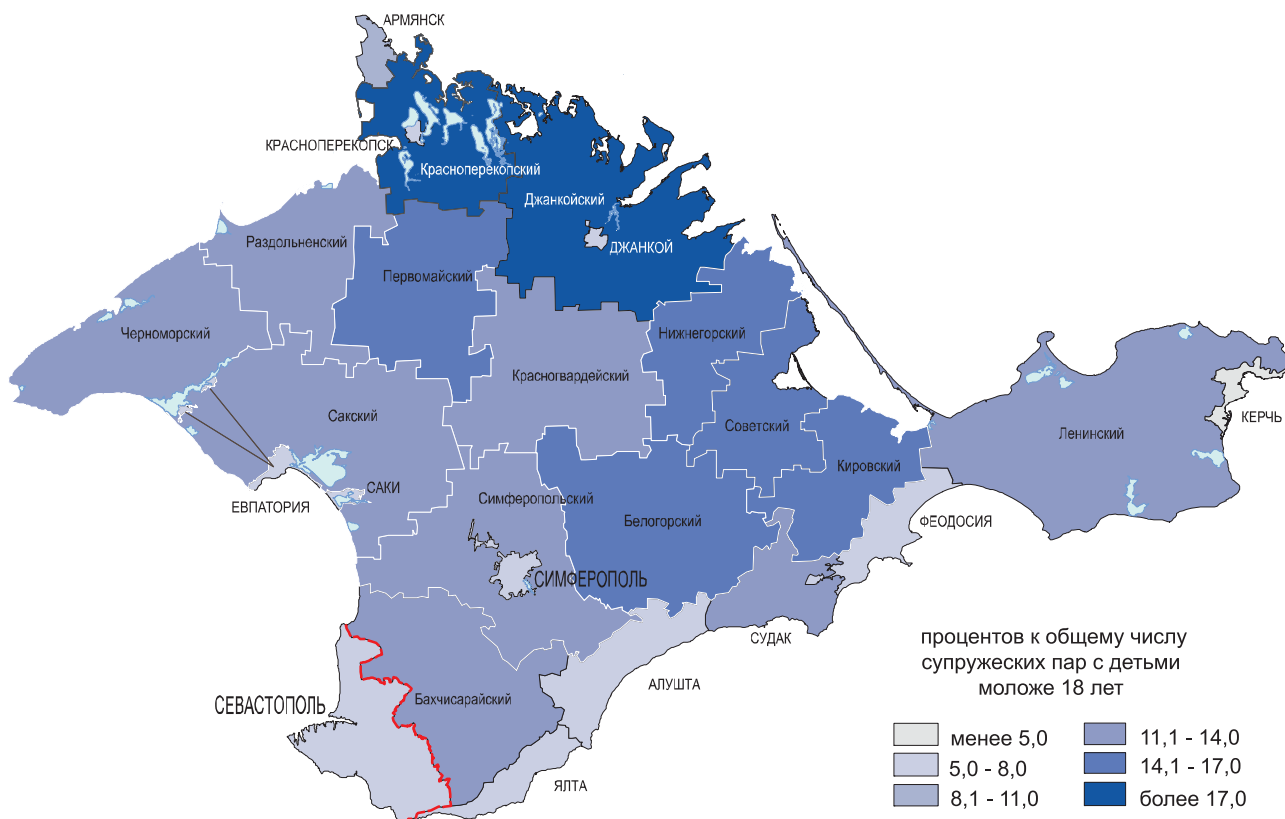 АРМЯНСК
КРАСНОПЕРЕКОПСК
Красноперекопский
Джанкойский
ДЖАНКОЙ
Раздольненский
Первомайский
Черноморский
Нижнегорский
Красногвардейский
Сакский
Советский
Ленинский
КЕРЧЬ
Кировский
САКИ
ЕВПАТОРИЯ
Симферопольский
Белогорский
ФЕОДОСИЯ
СИМФЕРОПОЛЬ
СУДАК
АЛУШТА
СЕВАСТОПОЛЬ
Бахчисарайский
ЯЛТА
процентов к общему числу
супружеских пар с детьми
моложе 18 лет
менее 5,0
5,0 - 8,0
8,1 - 11,0
11,1 - 14,0
14,1 - 17,0
более 17,0